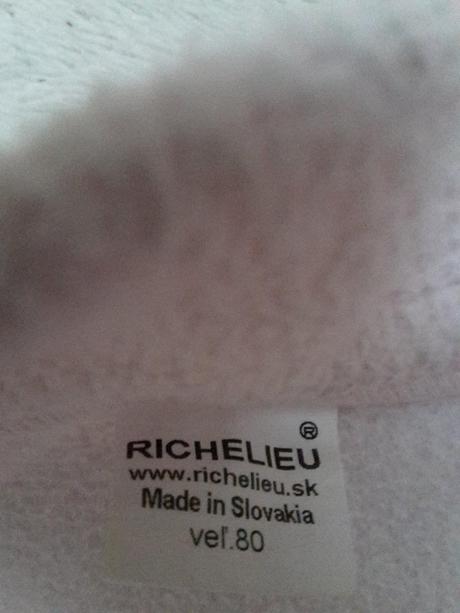 ®
RICHELIEU
www.richelieu.sk
Made in Slovakia
veľ.80